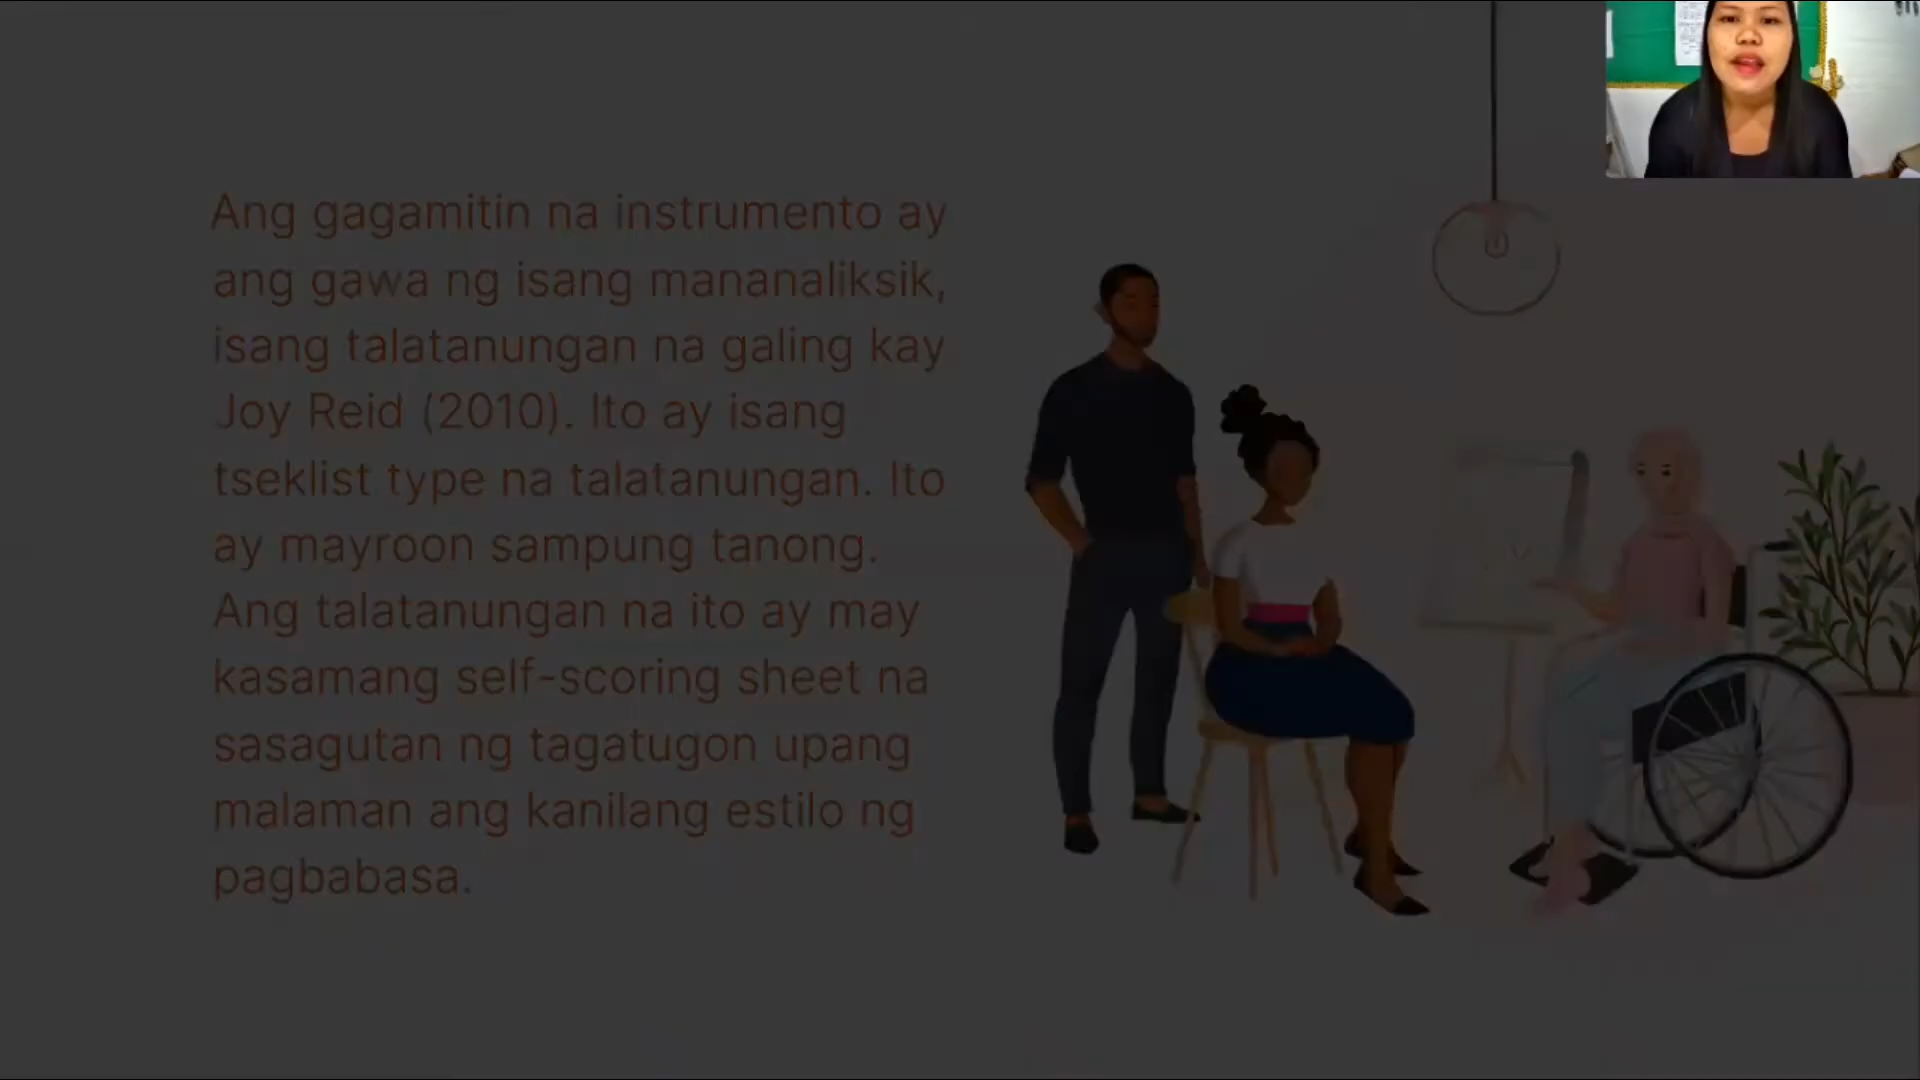 Ang gagamitin na instrumento ay
ang gawa ng isang mananaliksik,
isang talatanungan na galing kay
Joy Reid (2010). Ito ay isang
tseklist type na talatanungan. Ito
ay mayroon sampung tanong.
Ang talatanungan na ito ay may
kasamang self-scoring sheet na
sasagutan ng tagatugon upang
malaman ang kanilang estilo ng
pagbabasa.